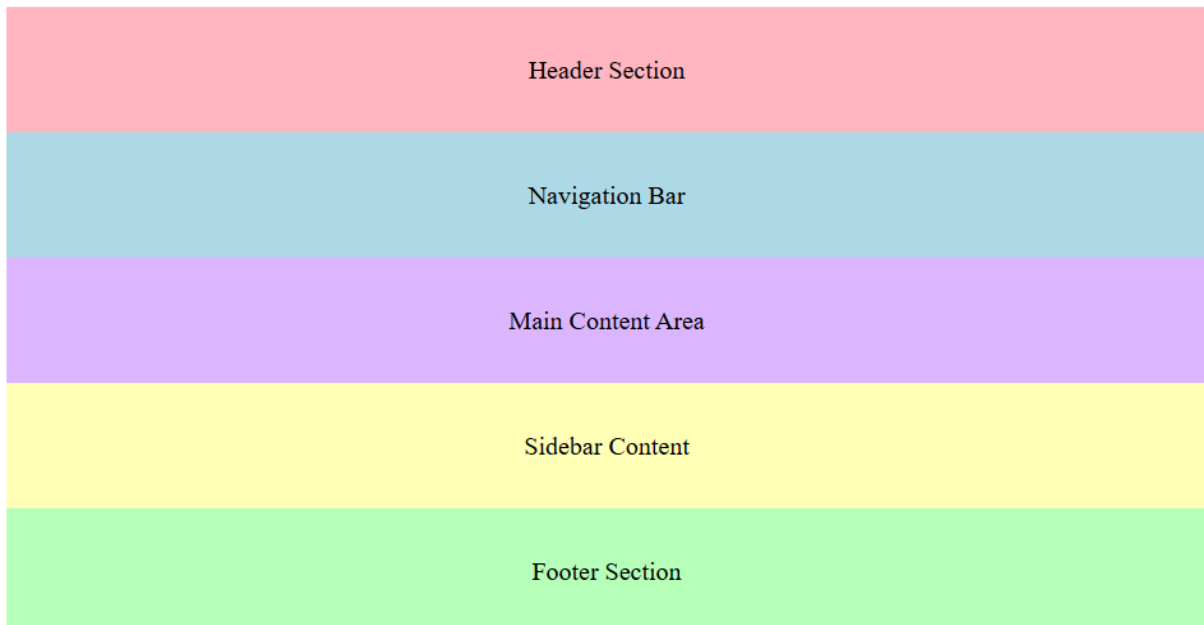 Header Section
Navigation Bar
Main Content Area
Sidebar Content
Footer Section